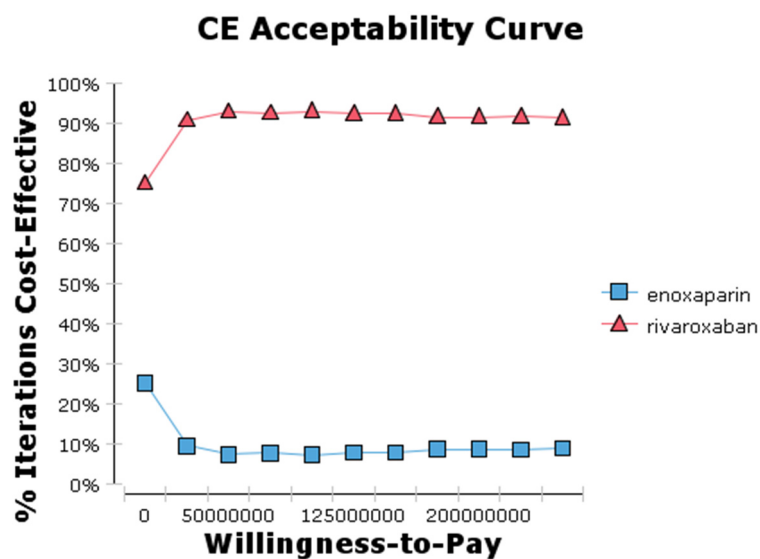 CE Acceptability Curve
% Iterations Cost-Effective
100%
90%
80%
70%
60%
50%
40%
30%
20%
10%
0%
0 50000000 125000000 200000000
Willingness-to-Pay
enoxaparin
rivaroxaban